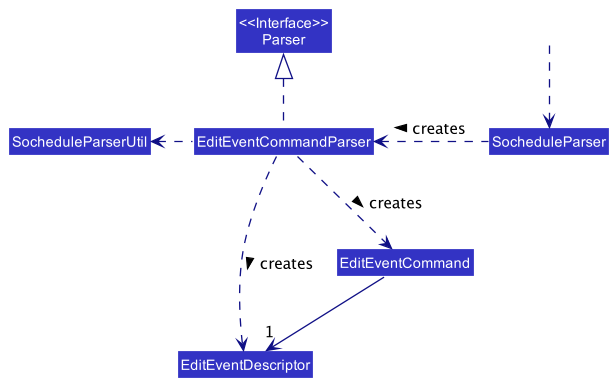 <<Interface>>
Parser
creates
SocheduleParserUtil
EditEventCommandParser
SocheduleParser
creates
creates
EditEventCommand
1
EditEventDescriptor